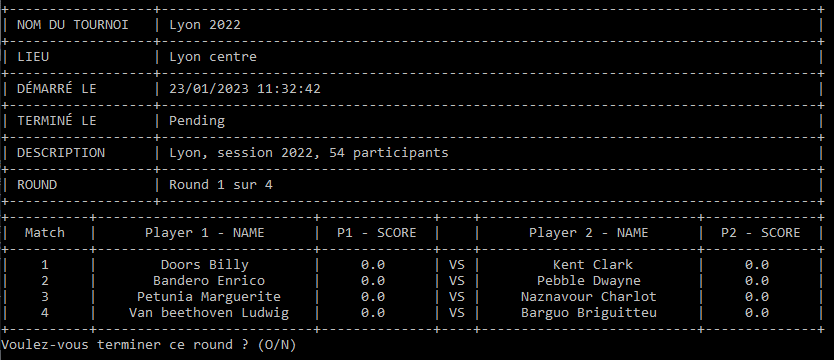 NOM DU TOURNOI | Lyon 2022
LIEU | Lyon centre
DÉMARRÉ LE | 23/01/2023 11:32:42
TERMINÉ LE | Pending
DESCRIPTION | Lyon, session 2022, 54 participants
ROUND | Round 1 sur 4
Match | Player 1 - NAME | P1 - SCORE | | Player 2 - NAME | P2 - SCORE
1 | Doors Billy | 0.0 | VS | Kent Clark | 0.0
2 | Bandero Enrico | 0.0 | VS | Pebble Dwayne | 0.0
3 | Petunia Marguerite | 0.0 | VS | Naznavour Charlot | 0.0
4 | Van beethoven Ludwig | 0.0 | VS | Barguo Briguitteu | 0.0
Voulez-vous terminer ce round ? (O/N)